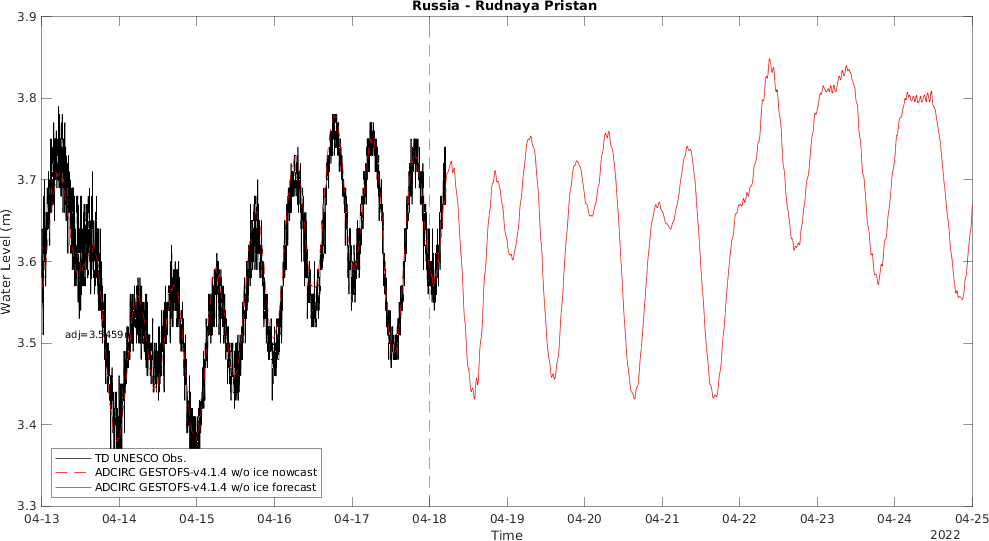 Russia - Rudnaya Pristan
3.9
3.8
3.7
3.6
3.5
3.4
3.3
Water Level (m)
adj=3.5459
TD UNESCO Obs.
ADCIRC GESTOFS-v4.1.4 w/o ice nowcast
ADCIRC GESTOFS-v4.1.4 w/o ice forecast
04-13 04-14 04-15 04-16 04-17 04-18 04-19 04-20 04-21 04-22 04-23 04-24 04-25
Time
2022